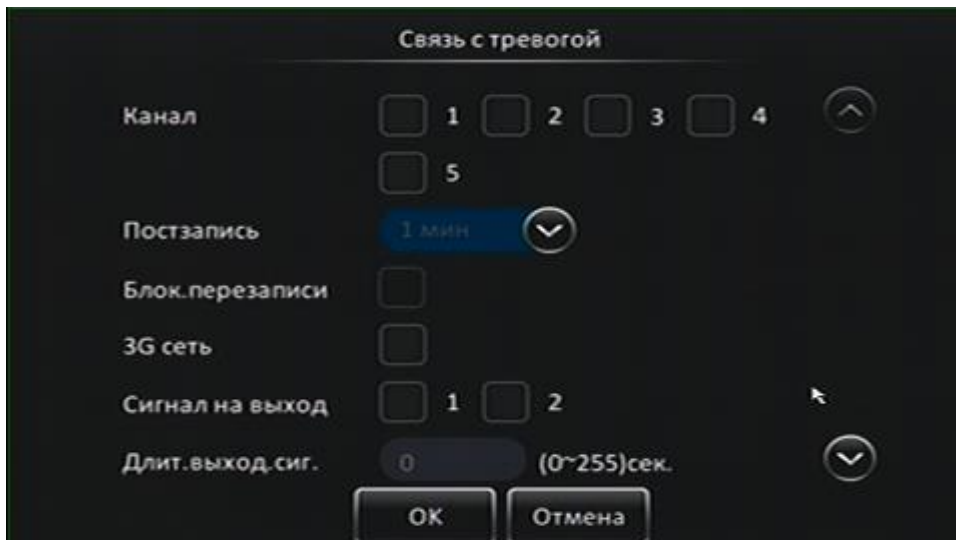 Связь с тревогой
Канал 1 2 3 4
5
Постзапись 1 мин
Блок.перезаписи
3G сеть
Сигнал на выход 1 2
Длит.выход.сиг. 0 (0~255)сек.
OK Отмена